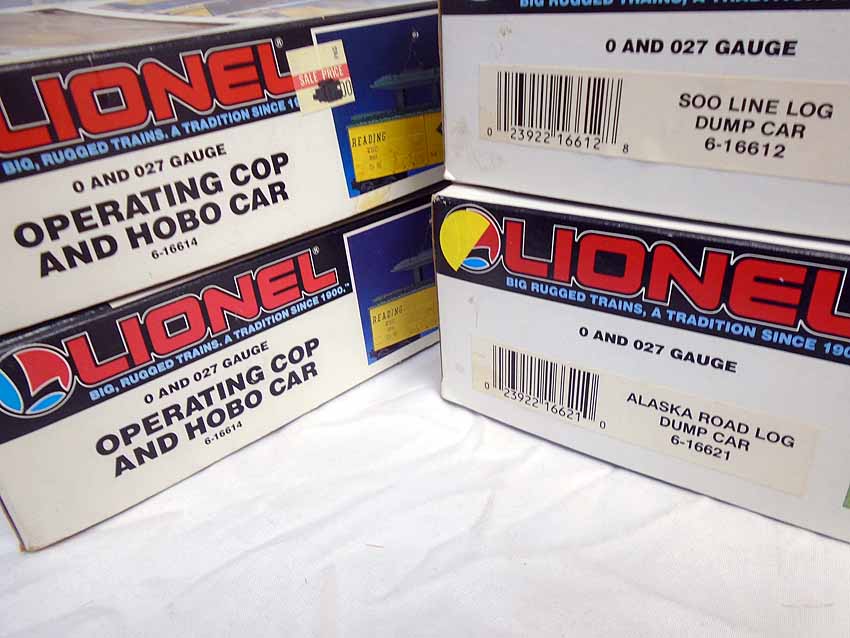 LIONEL®
BIG, RUGGED TRAINS, A TRADITION SINCE
SALE PRICE
0 AND 027 GAUGE
OPERATING COP
AND HOBO CAR
6-16614
READING
LIONEL®
BIG, RUGGED TRAINS, A TRADITION SINCE 1900.™
0 AND 027 GAUGE
OPERATING COP
AND HOBO CAR
6-16614
READING
BIG RUGGED TRAINS, A TRADITION
0 AND 027 GAUGE
SOO LINE LOG
DUMP CAR
6-16612
0 23922 16612 8
LIONEL
BIG RUGGED TRAINS, A TRADITION SINCE 190
0 AND 027 GAUGE
ALASKA ROAD LOG
DUMP CAR
6-16621
0 23922 16621 0